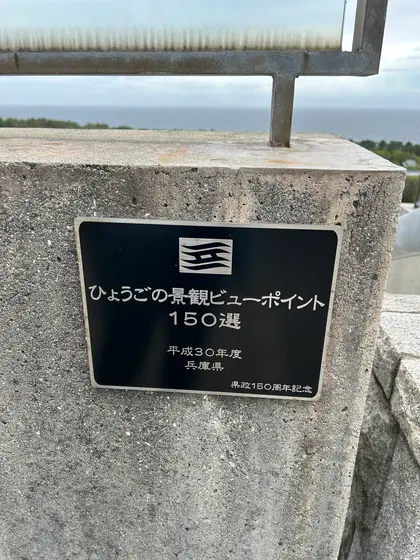 ひょうごの景観ビューポイント
150選
平成30年度
兵庫県
県政150周年記念